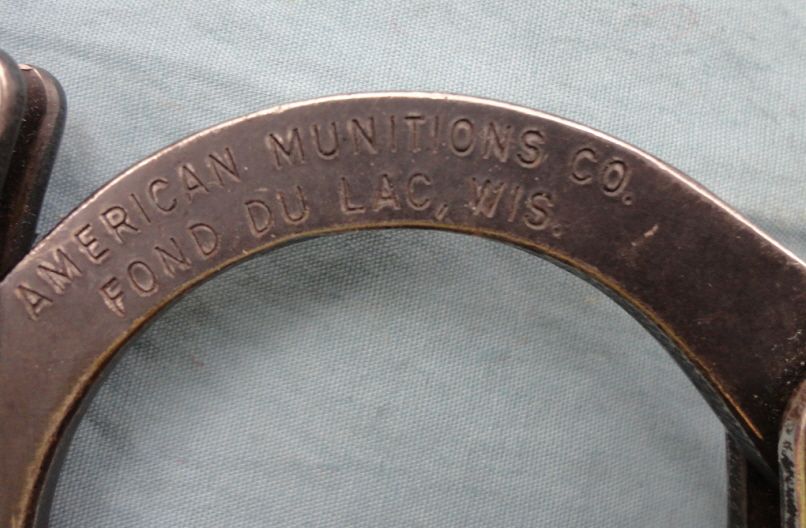 AMERICAN MUNITIONS CO.
FOND DU LAC, WIS.